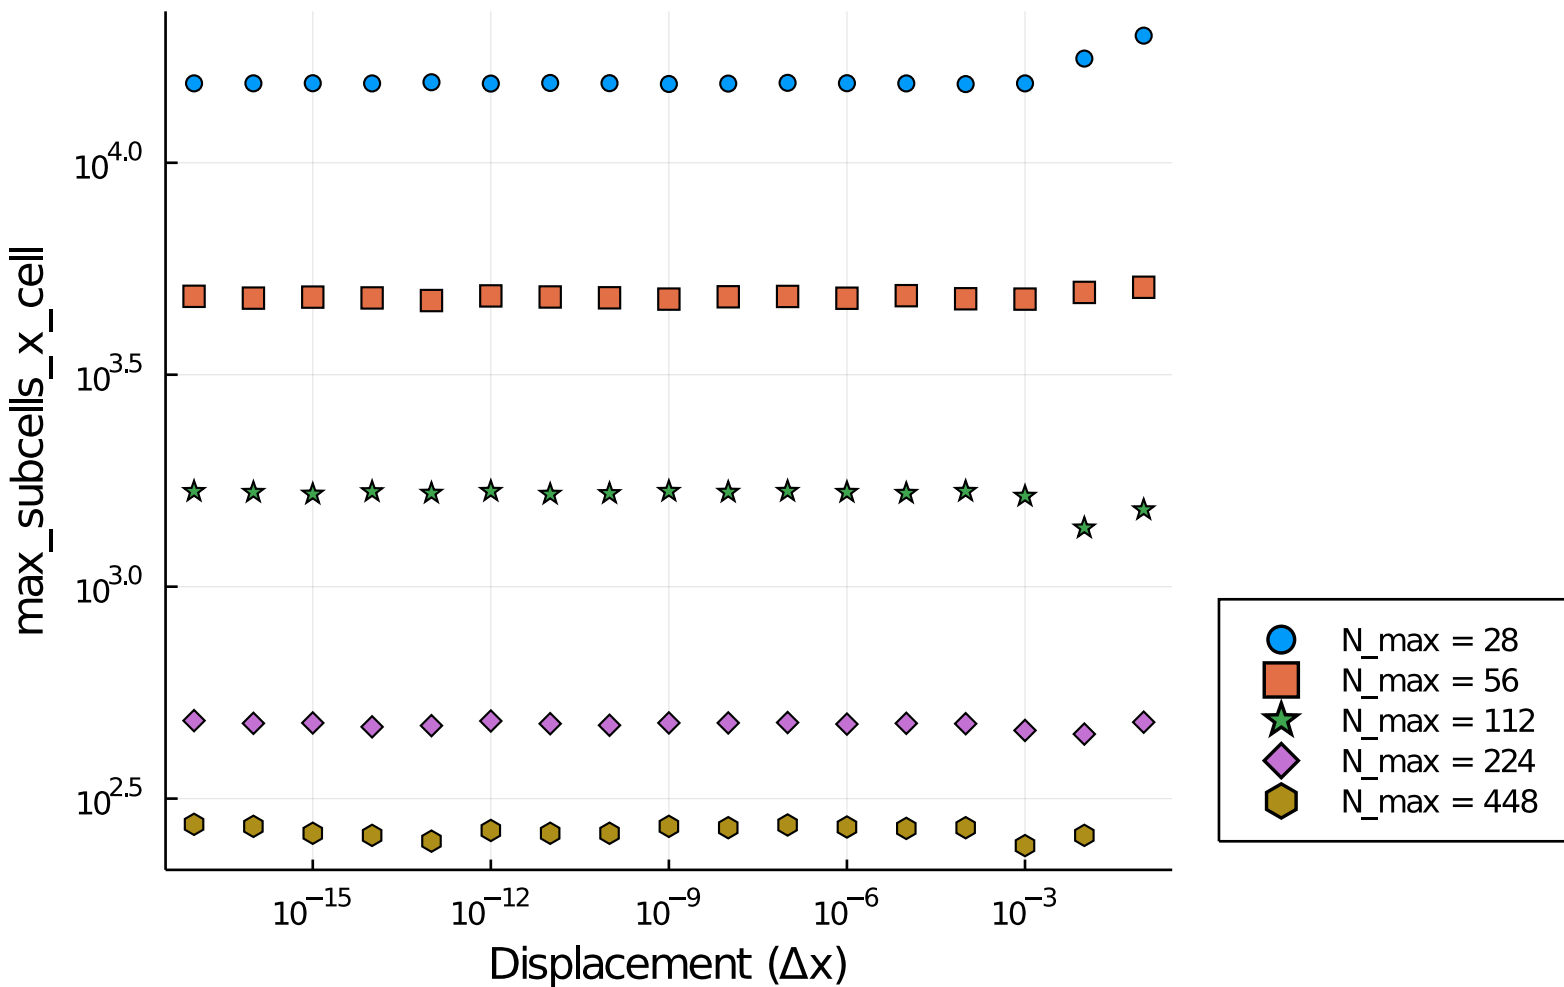 max_subcells_x_cell
10^4.0
10^3.5
10^3.0
10^2.5
10^−15 10^−12 10^−9 10^−6 10^−3
Displacement (Δx)
N_max = 28
N_max = 56
N_max = 112
N_max = 224
N_max = 448